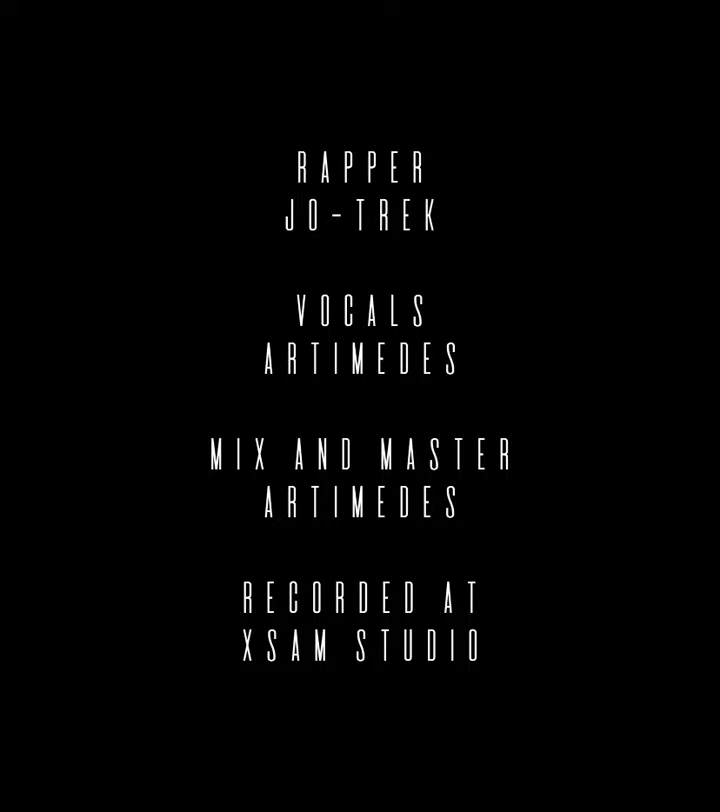 RAPPER
JO-TREK
VOCALS
ARTIMEDES
MIX AND MASTER
ARTIMEDES
RECORDED AT
XSAM STUDIO